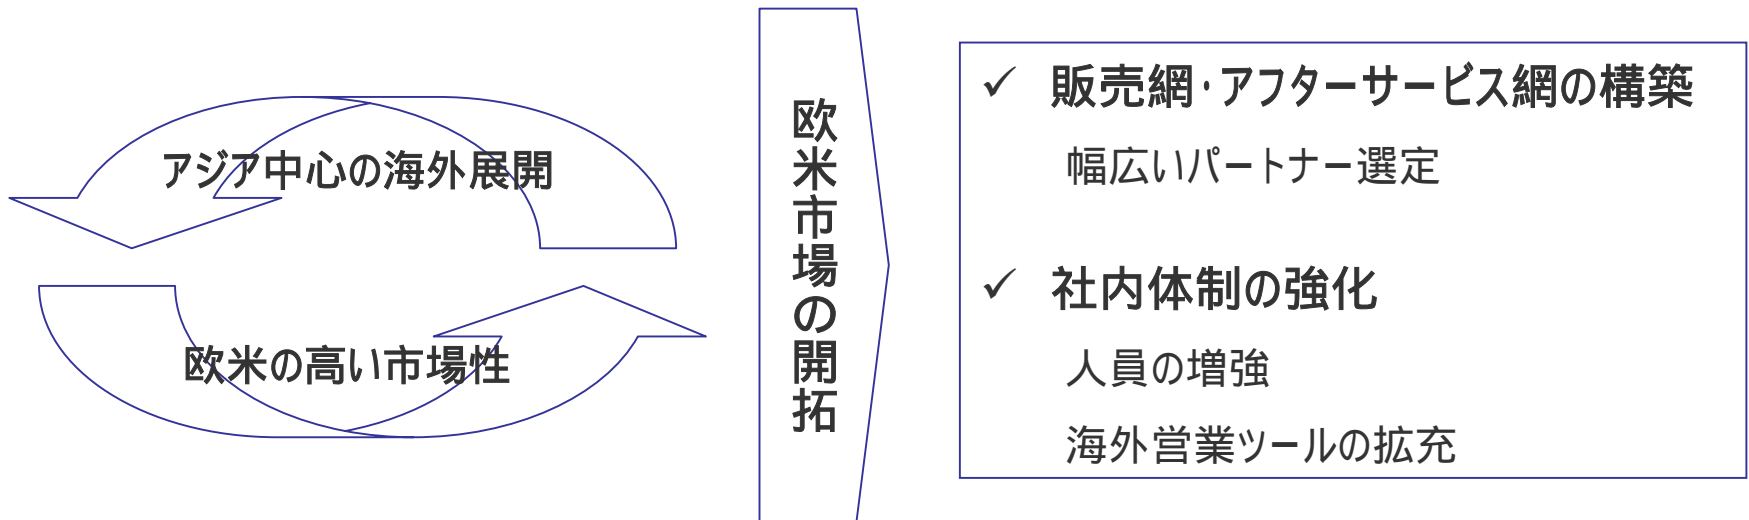 アジア中心の海外展開
欧米の高い市場性
欧米市場の開拓
✓ 販売網・アフターサービス網の構築
幅広いパートナー選定
✓ 社内体制の強化
人員の増強
海外営業ツールの拡充